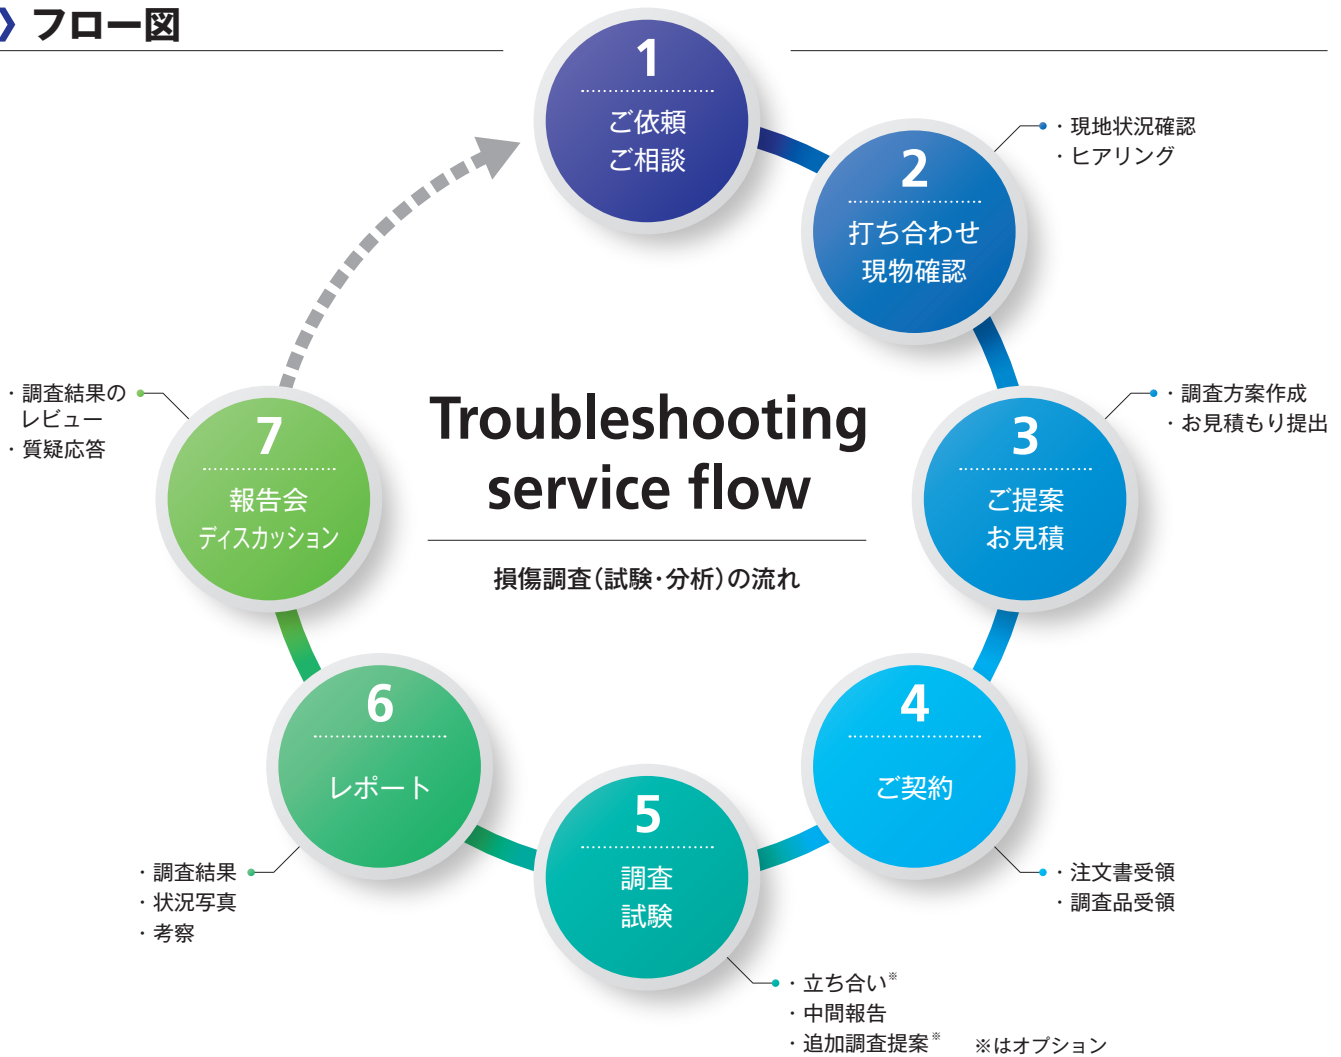 フロー図
1
ご依頼
ご相談
2
打ち合わせ
現物確認
・現地状況確認
・ヒアリング
3
ご提案
お見積
・調査方案作成
・お見積もり提出
4
ご契約
・注文書受領
・調査品受領
5
調査
試験
・立ち合い※
・中間報告
・追加調査提案※
※はオプション
6
レポート
・調査結果
・状況写真
・考察
7
報告会
ディスカッション
・調査結果の
レビュー
・質疑応答
Troubleshooting
service flow
損傷調査(試験・分析)の流れ